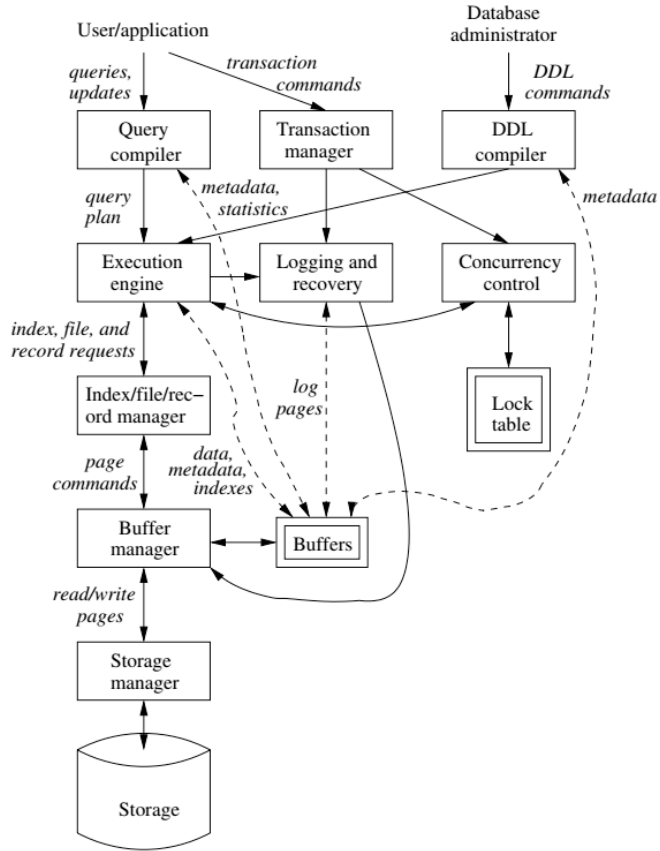 User/application
Database
administrator
transaction
commands
queries,
updates
DDL
commands
Query
compiler
Transaction
manager
DDL
compiler
query
plan
metadata,
statistics
metadata
Execution
engine
Logging and
recovery
Concurrency
control
index, file, and
record requests
Index/file/rec−
ord manager
log
pages
Lock
table
page
commands
data,
metadata,
indexes
Buffer
manager
Buffers
read/write
pages
Storage
manager
Storage